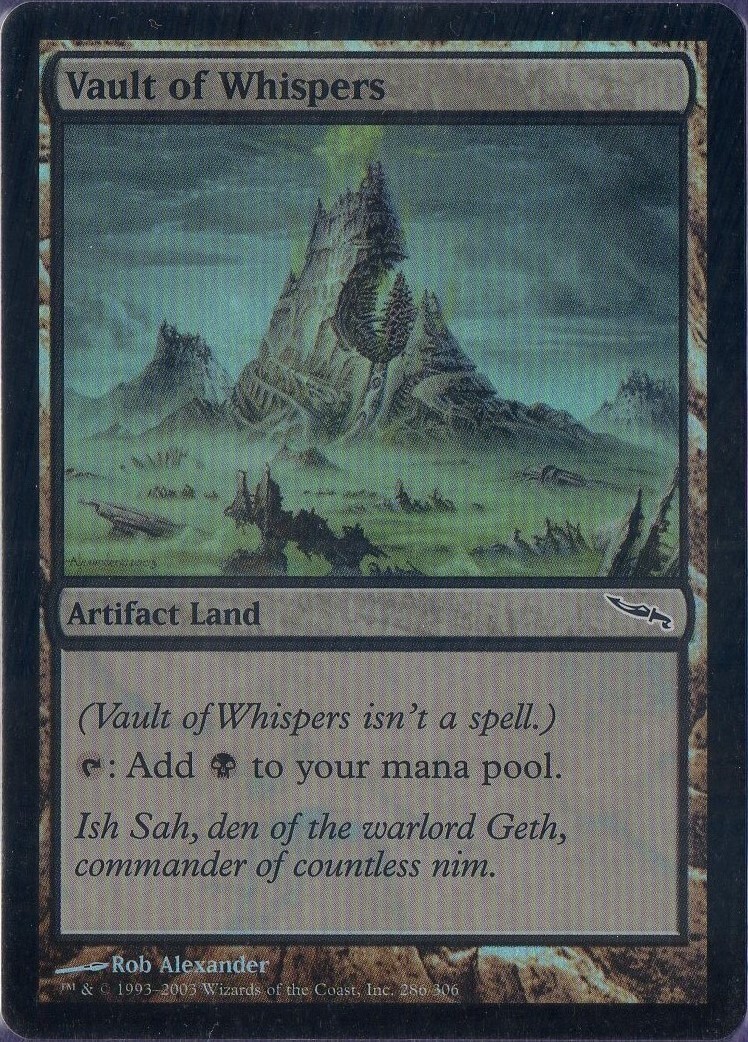 Vault of Whispers
Alexander©2003
Artifact Land
(Vault of Whispers isn't a spell.)
: Add to your mana pool.
Ish Sah, den of the warlord Geth,
commander of countless nim.
Rob Alexander
™ & © 1993–2003 Wizards of the Coast, Inc. 286/306